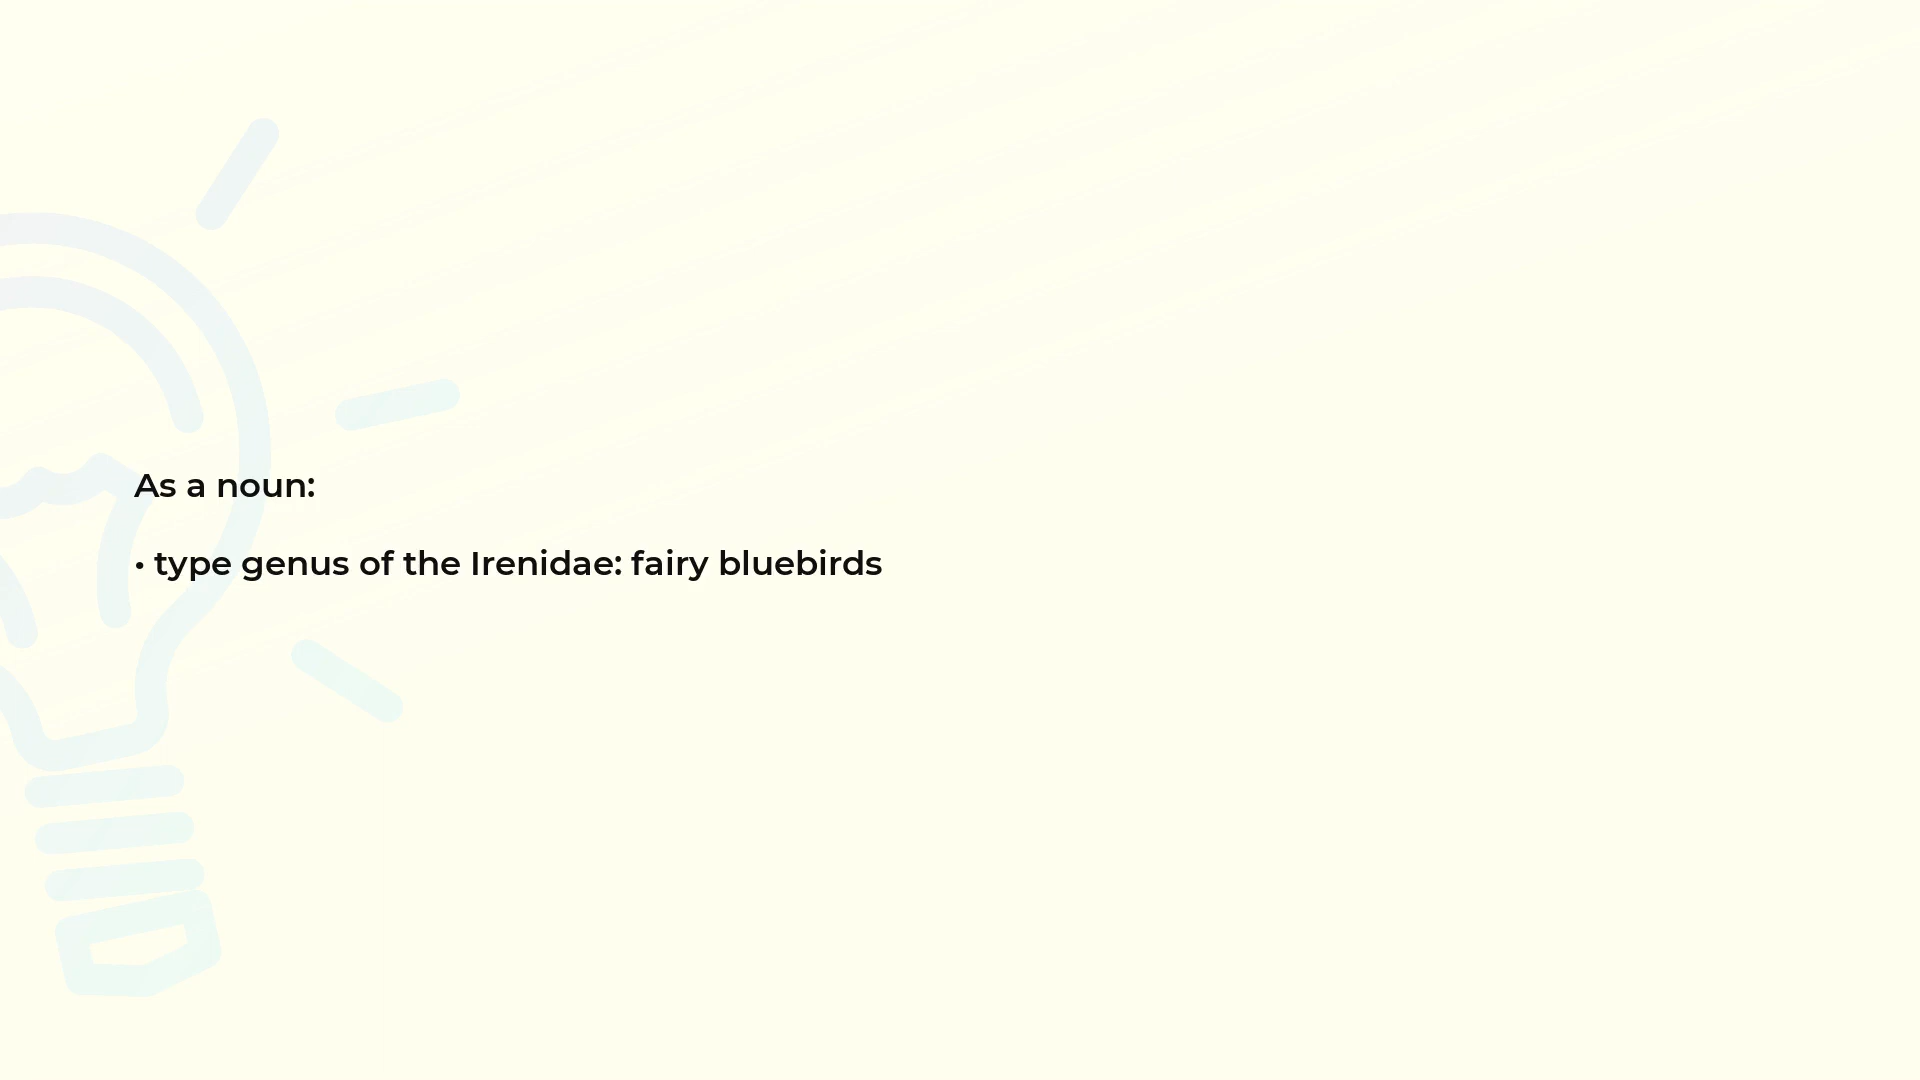 As a noun:
• type genus of the Irenidae: fairy bluebirds